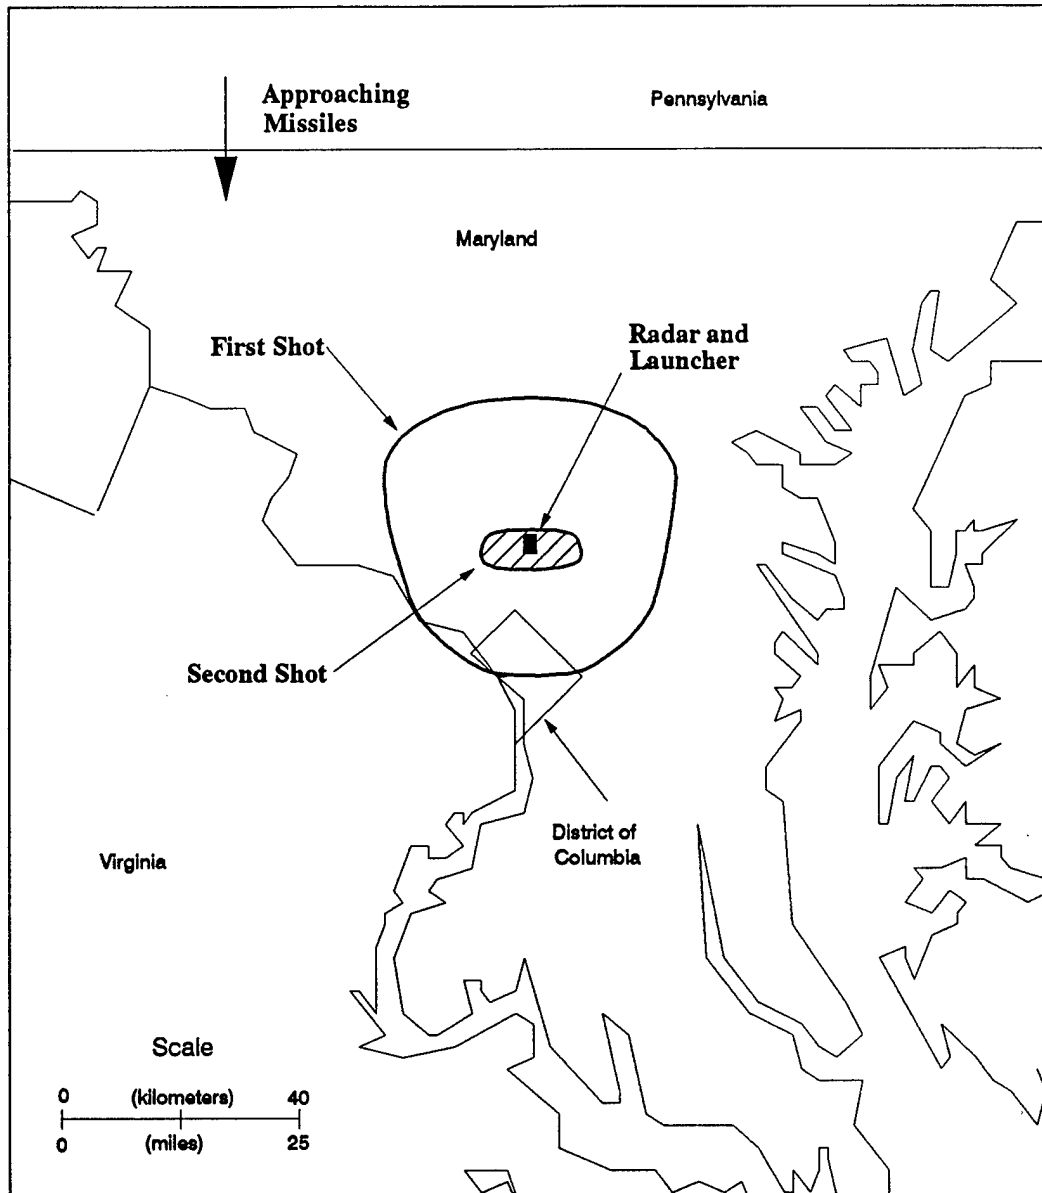 Approaching
Missiles
Pennsylvania
Maryland
First Shot
Radar and
Launcher
Second Shot
District of
Columbia
Virginia
Scale
0 (kilometers) 40
0 (miles) 25